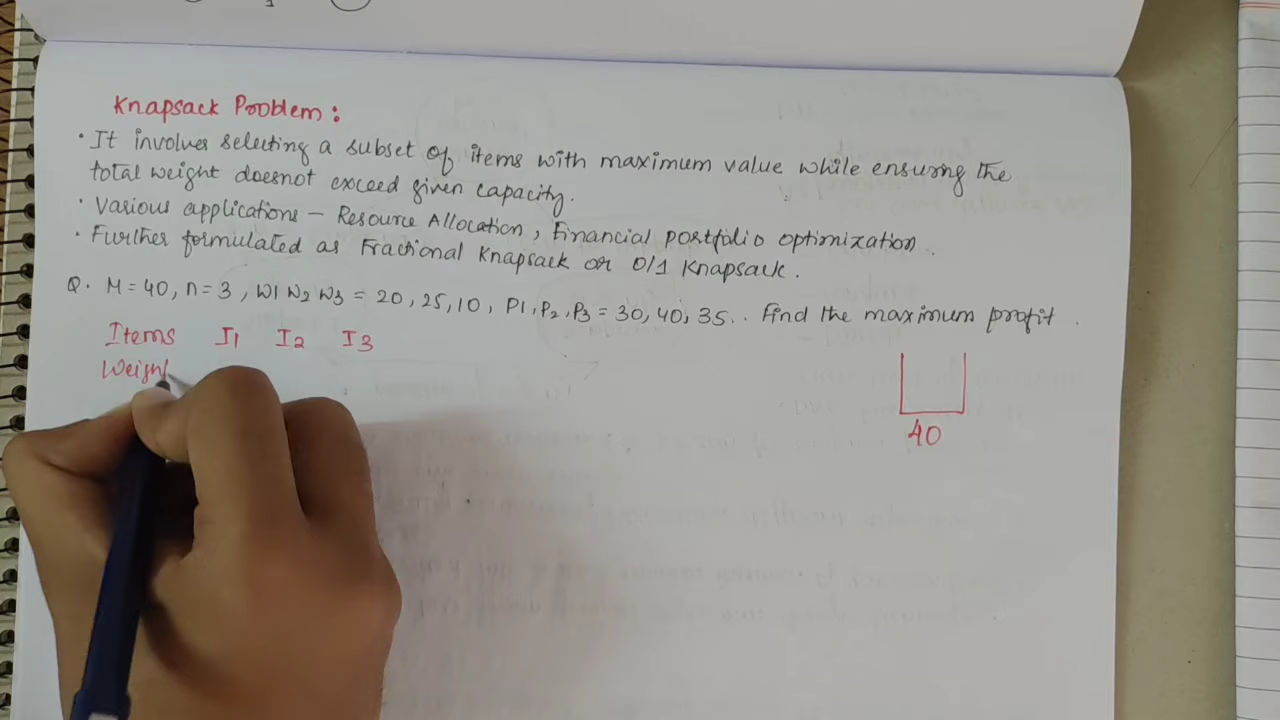 Knapsack Problem:
• It involves selecting a subset of items with maximum value while ensuring the
total weight doesnot exceed given capacity.
• Various applications – Resource Allocation, Financial portfolio optimization.
• Further formulated as Fractional Knapsack or 0/1 Knapsack.
Q. M=40, n=3, W1 W2 W3 = 20, 25, 10, P1, P2, P3 = 30, 40, 35.. Find the maximum profit.
Items I1 I2 I3
Weight
40